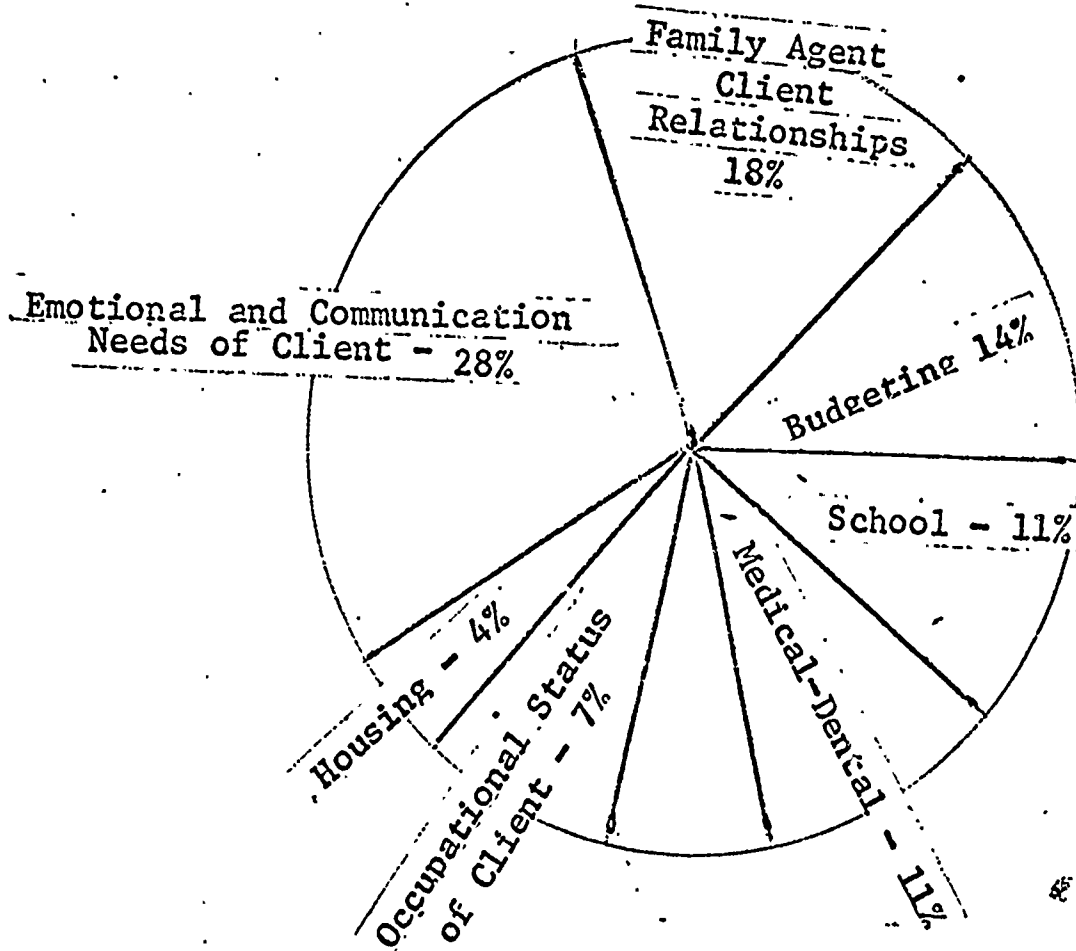 Family Agent
Client
Relationships
18%
Emotional and Communication
Needs of Client - 28%
Budgeting 14%
School - 11%
Medical-Dental - 11%
Occupational Status
of Client - 7%
Housing - 4%